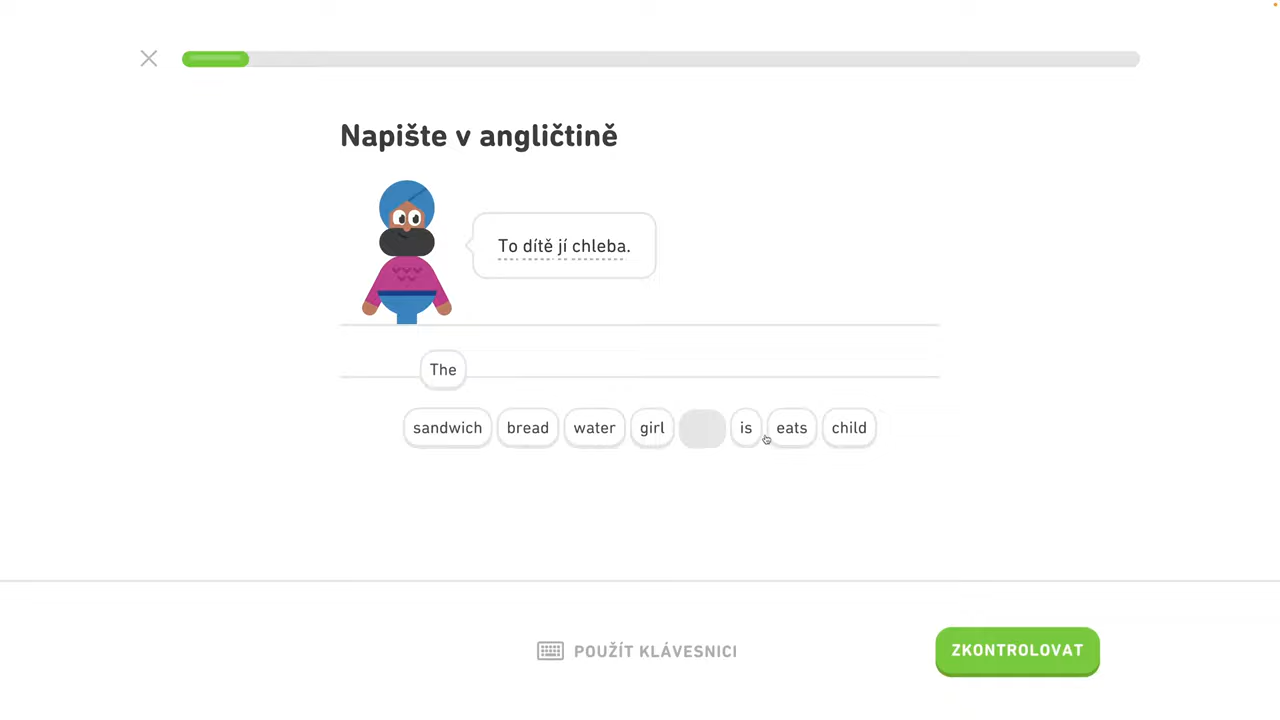 Napište v angličtině
To dítě jí chleba.
The
sandwich bread water girl is eats child
POUŽÍT KLÁVESNICI
ZKONTROLOVAT